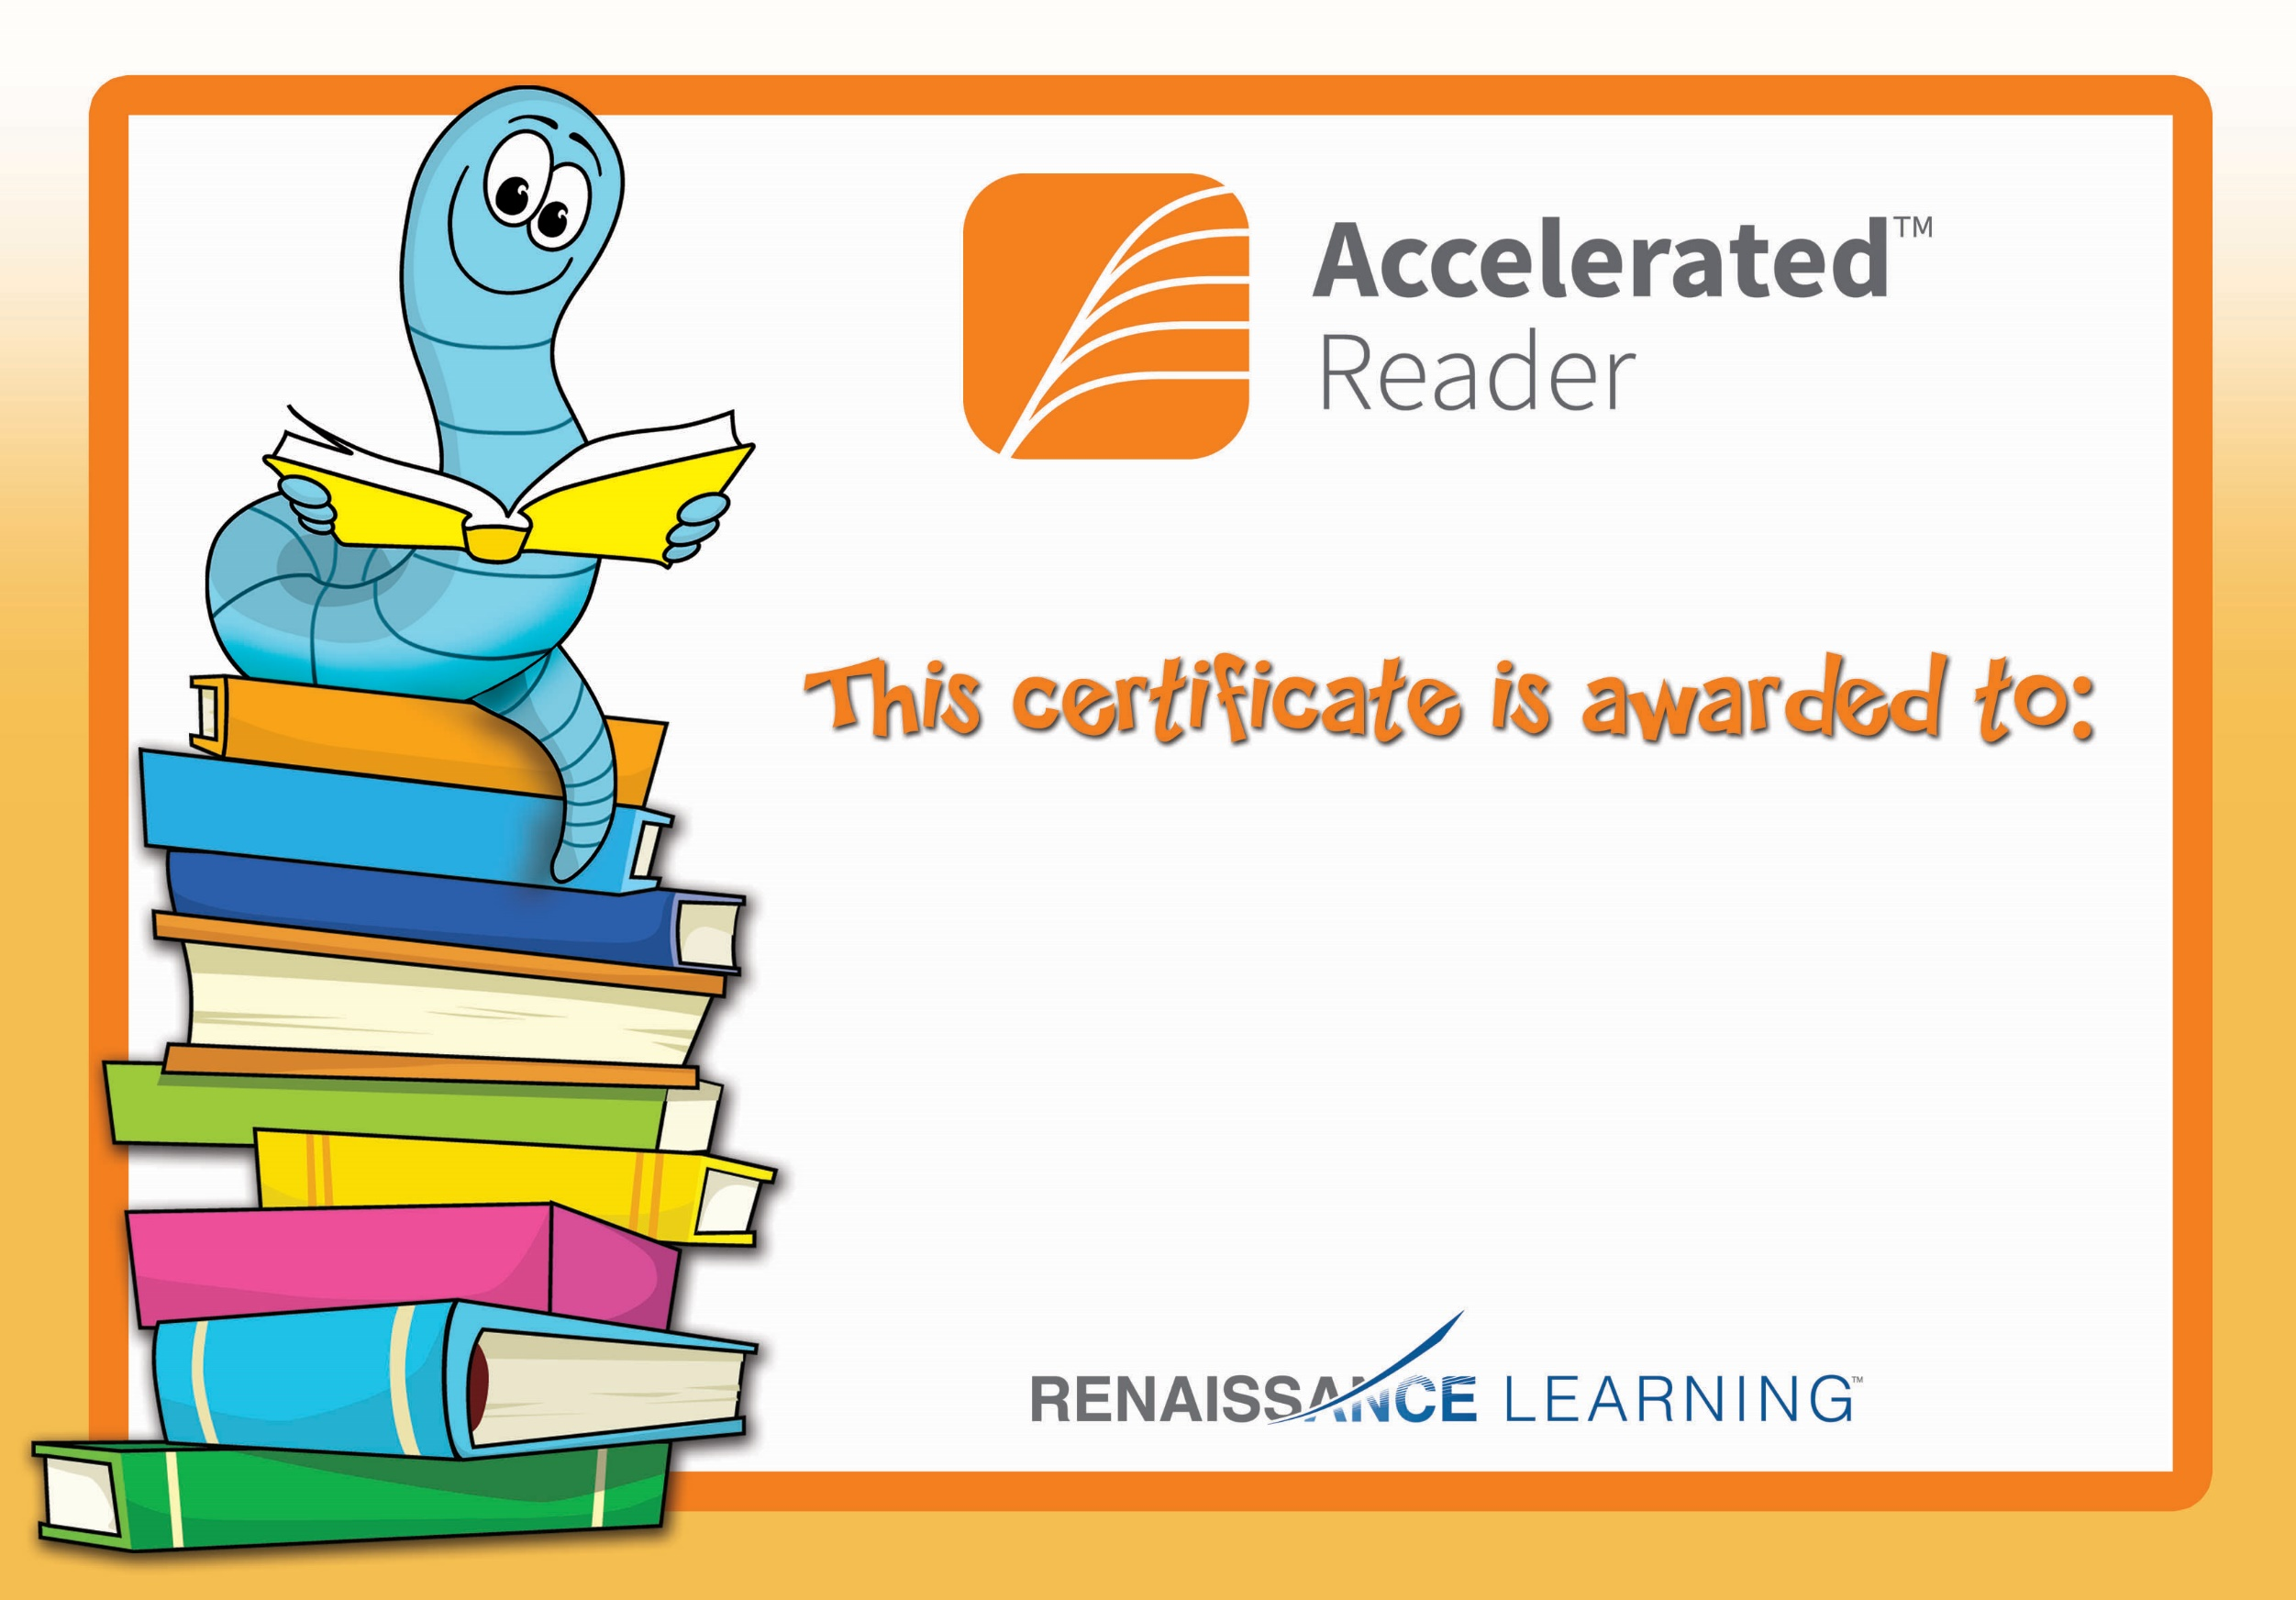 Accelerated™
Reader
This certificate is awarded to:
RENAISSANCE LEARNING™